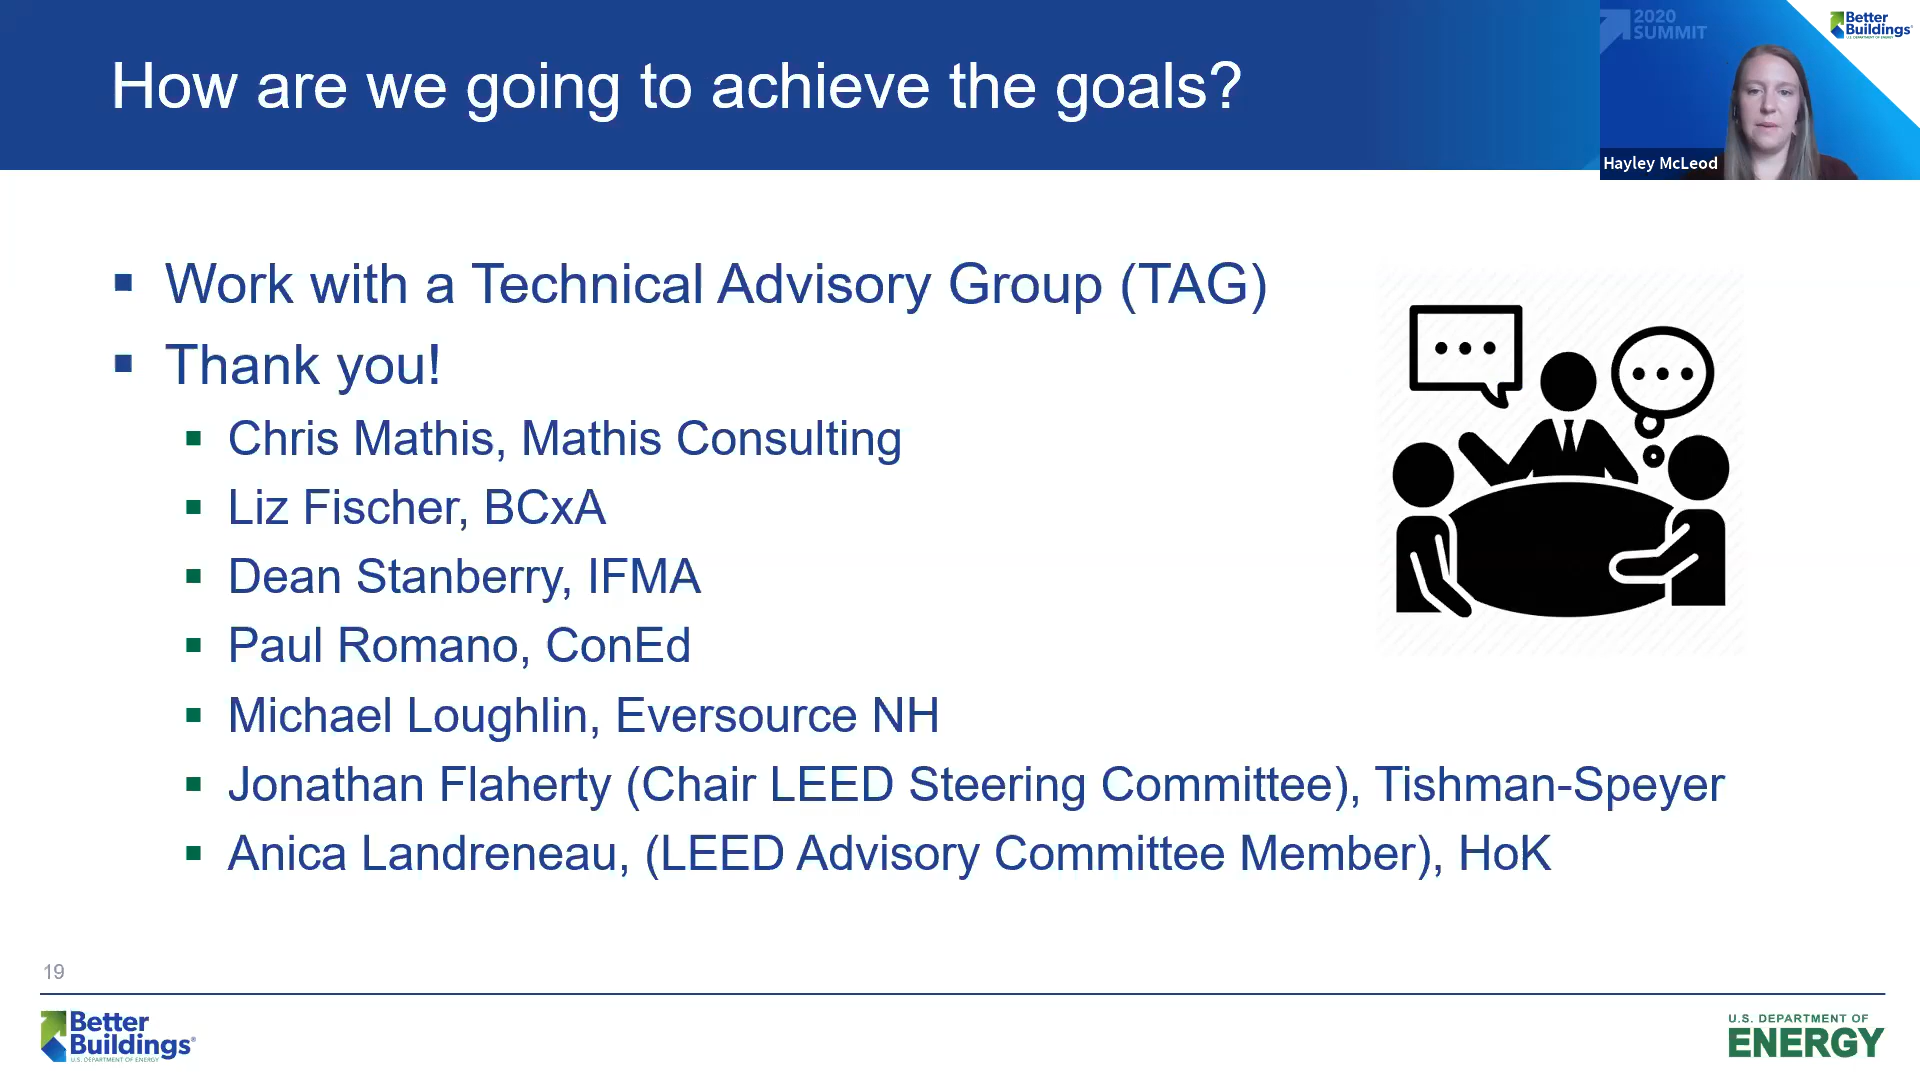 How are we going to achieve the goals?
2020
SUMMIT
Better
Buildings®
U.S. DEPARTMENT OF ENERGY
Hayley McLeod
Work with a Technical Advisory Group (TAG)
Thank you!
Chris Mathis, Mathis Consulting
Liz Fischer, BCxA
Dean Stanberry, IFMA
Paul Romano, ConEd
Michael Loughlin, Eversource NH
Jonathan Flaherty (Chair LEED Steering Committee), Tishman-Speyer
Anica Landreneau, (LEED Advisory Committee Member), HoK
19
Better
Buildings®
U.S. DEPARTMENT OF ENERGY
U.S. DEPARTMENT OF
ENERGY